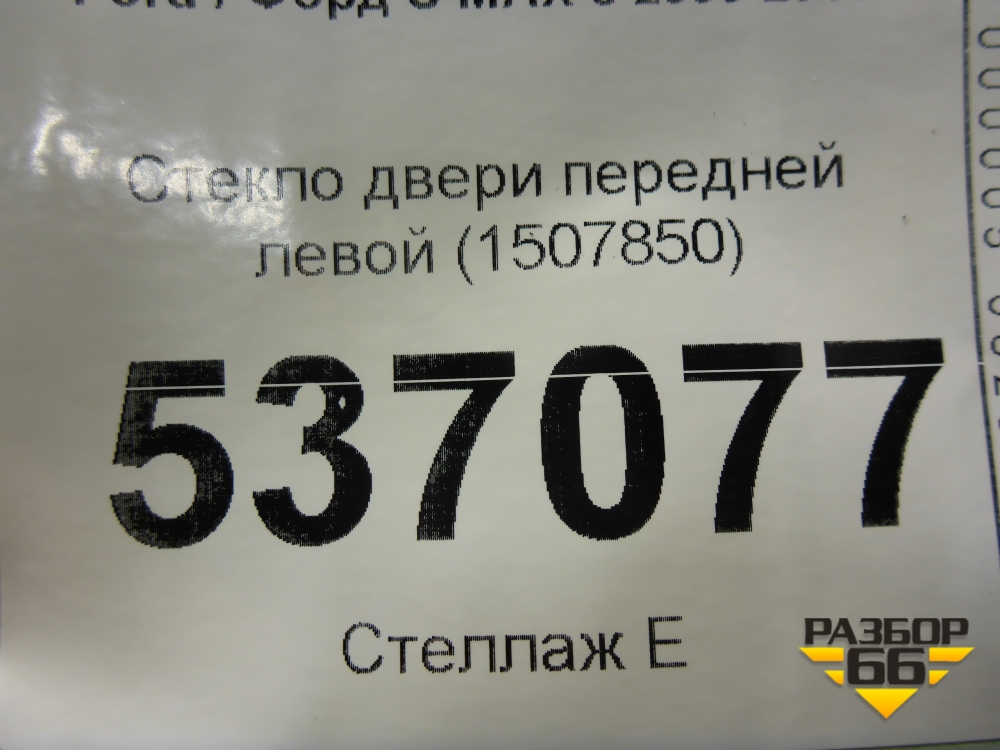 Стекло двери передней
левой (1507850)
537077
Стеллаж Е
РАЗБОР
66